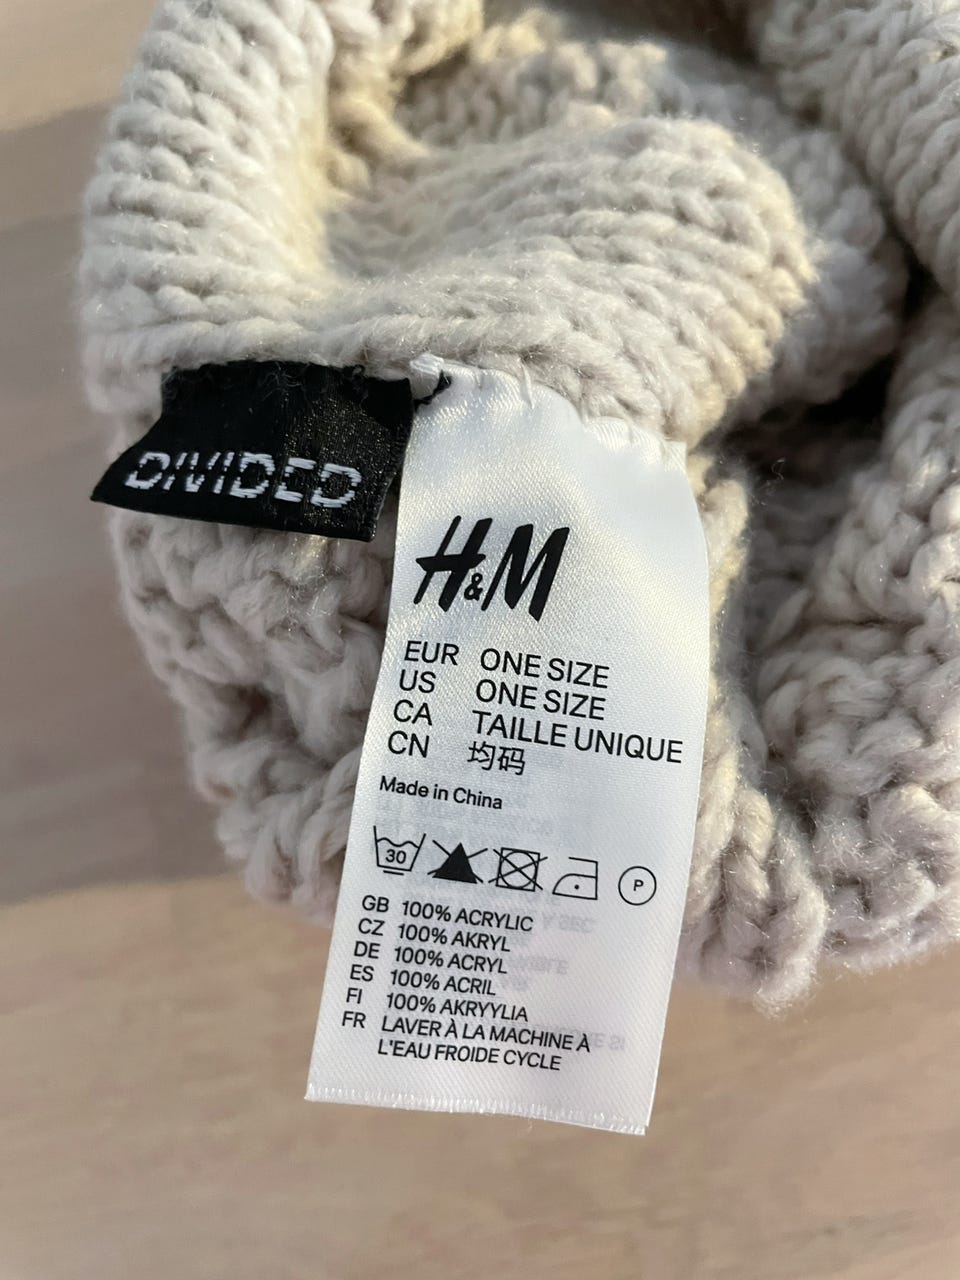 DIVIDED
H&M
EUR ONE SIZE
US ONE SIZE
CA TAILLE UNIQUE
CN 均码
Made in China
30
P
GB 100% ACRYLIC
CZ 100% AKRYL
DE 100% ACRYL
ES 100% ACRIL
FI 100% AKRYYLIA
FR LAVER À LA MACHINE À
L'EAU FROIDE CYCLE